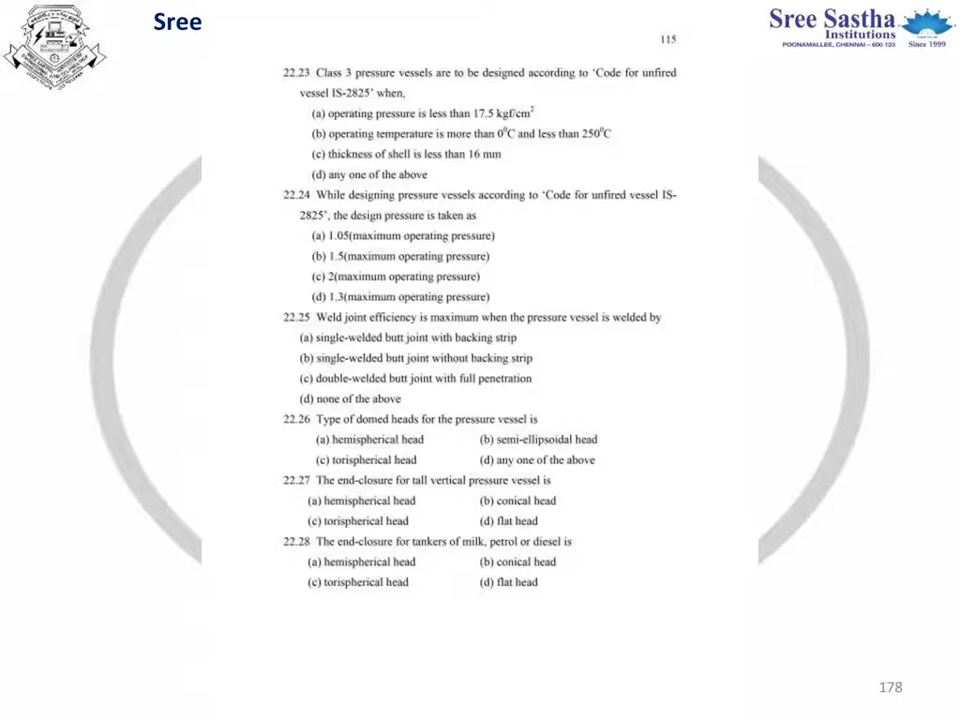 Sree
Sree Sastha
Institutions
POONAMALLEE, CHENNAI – 600 123
Since 1999
115
22.23 Class 3 pressure vessels are to be designed according to ‘Code for unfired
vessel IS-2825’ when,
(a) operating pressure is less than 17.5 kgf/cm²
(b) operating temperature is more than 0⁰C and less than 250⁰C
(c) thickness of shell is less than 16 mm
(d) any one of the above
22.24 While designing pressure vessels according to ‘Code for unfired vessel IS-
2825’, the design pressure is taken as
(a) 1.05(maximum operating pressure)
(b) 1.5(maximum operating pressure)
(c) 2(maximum operating pressure)
(d) 1.3(maximum operating pressure)
22.25 Weld joint efficiency is maximum when the pressure vessel is welded by
(a) single-welded butt joint with backing strip
(b) single-welded butt joint without backing strip
(c) double-welded butt joint with full penetration
(d) none of the above
22.26 Type of domed heads for the pressure vessel is
(a) hemispherical head (b) semi-ellipsoidal head
(c) torispherical head (d) any one of the above
22.27 The end-closure for tall vertical pressure vessel is
(a) hemispherical head (b) conical head
(c) torispherical head (d) flat head
22.28 The end-closure for tankers of milk, petrol or diesel is
(a) hemispherical head (b) conical head
(c) torispherical head (d) flat head
178